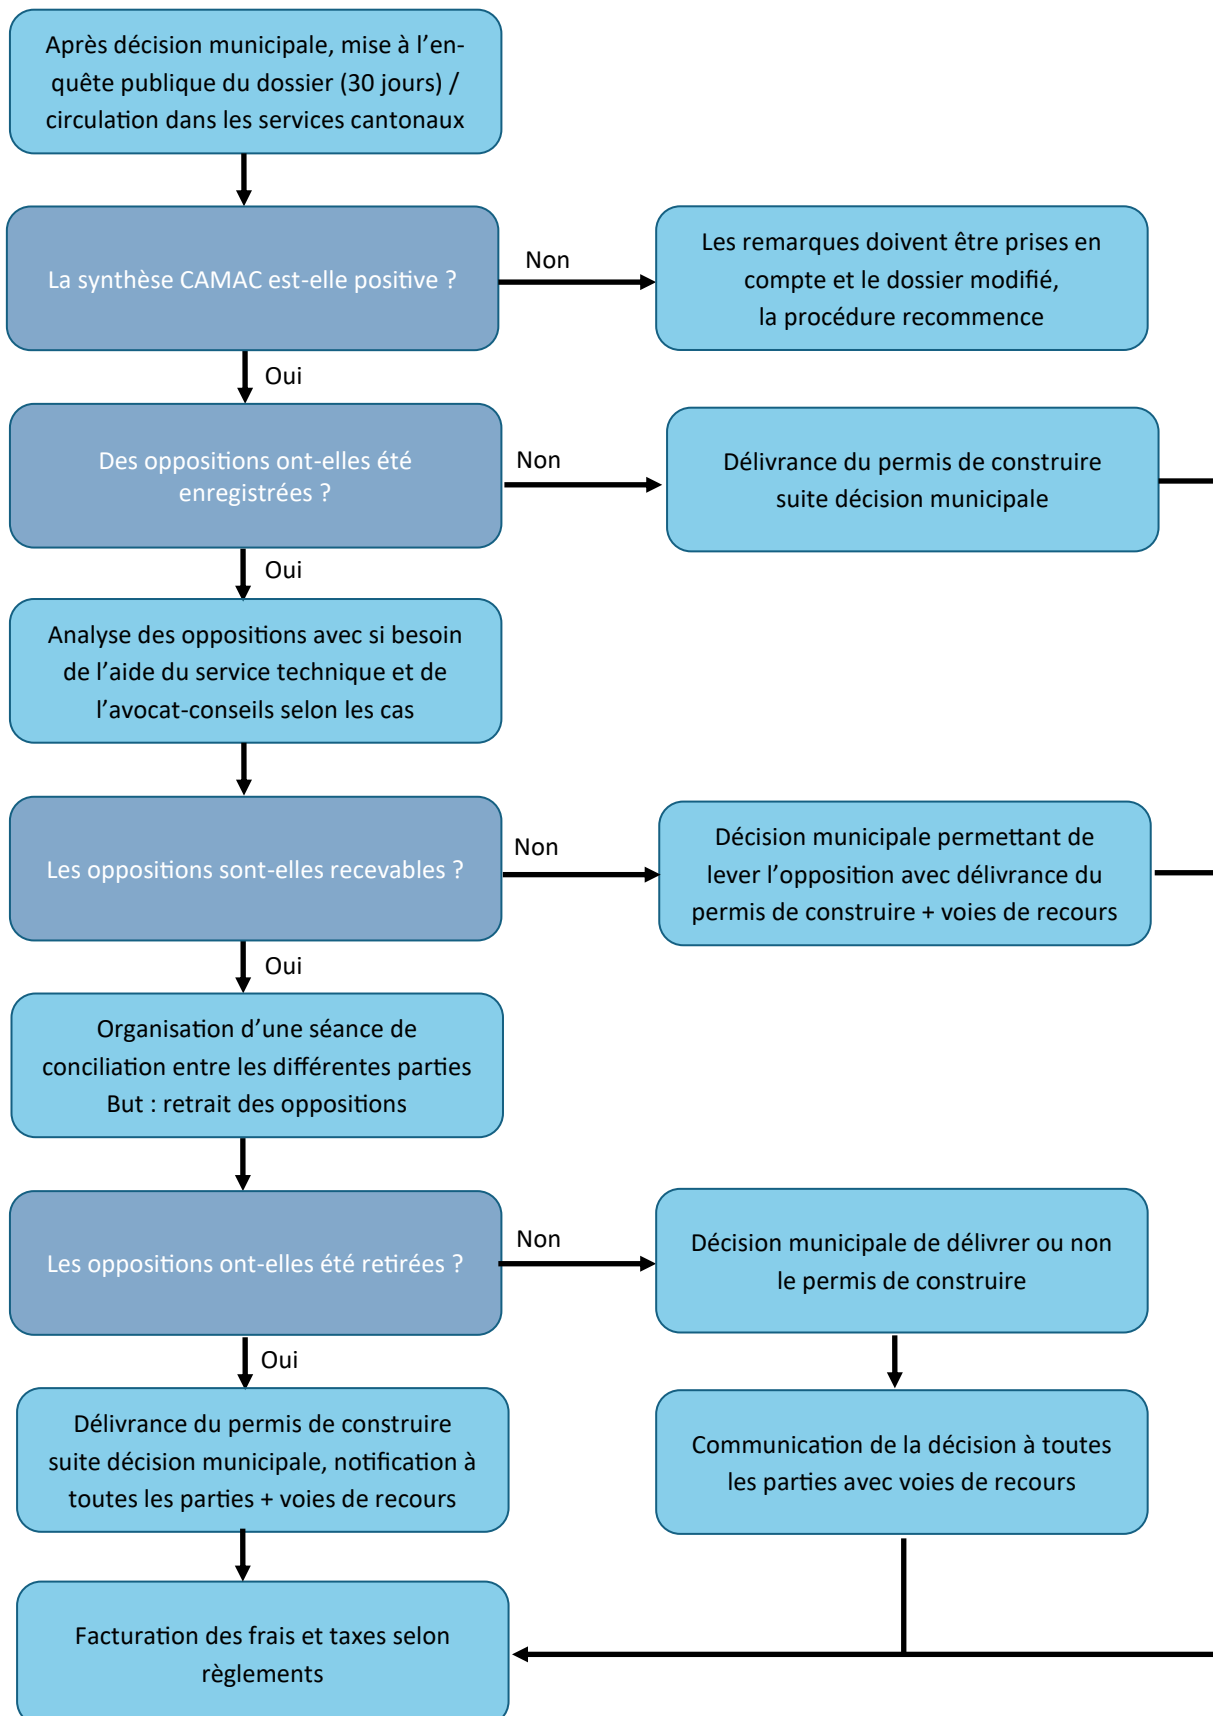 Après décision municipale, mise à l’en-
quête publique du dossier (30 jours) /
circulation dans les services cantonaux
La synthèse CAMAC est-elle positive ?
Non
Les remarques doivent être prises en
compte et le dossier modifié,
la procédure recommence
Oui
Des oppositions ont-elles été
enregistrées ?
Non
Délivrance du permis de construire
suite décision municipale
Oui
Analyse des oppositions avec si besoin
de l’aide du service technique et de
l’avocat-conseils selon les cas
Les oppositions sont-elles recevables ?
Non
Décision municipale permettant de
lever l’opposition avec délivrance du
permis de construire + voies de recours
Oui
Organisation d’une séance de
conciliation entre les différentes parties
But : retrait des oppositions
Les oppositions ont-elles été retirées ?
Non
Décision municipale de délivrer ou non
le permis de construire
Oui
Délivrance du permis de construire
suite décision municipale, notification à
toutes les parties + voies de recours
Communication de la décision à toutes
les parties avec voies de recours
Facturation des frais et taxes selon
règlements